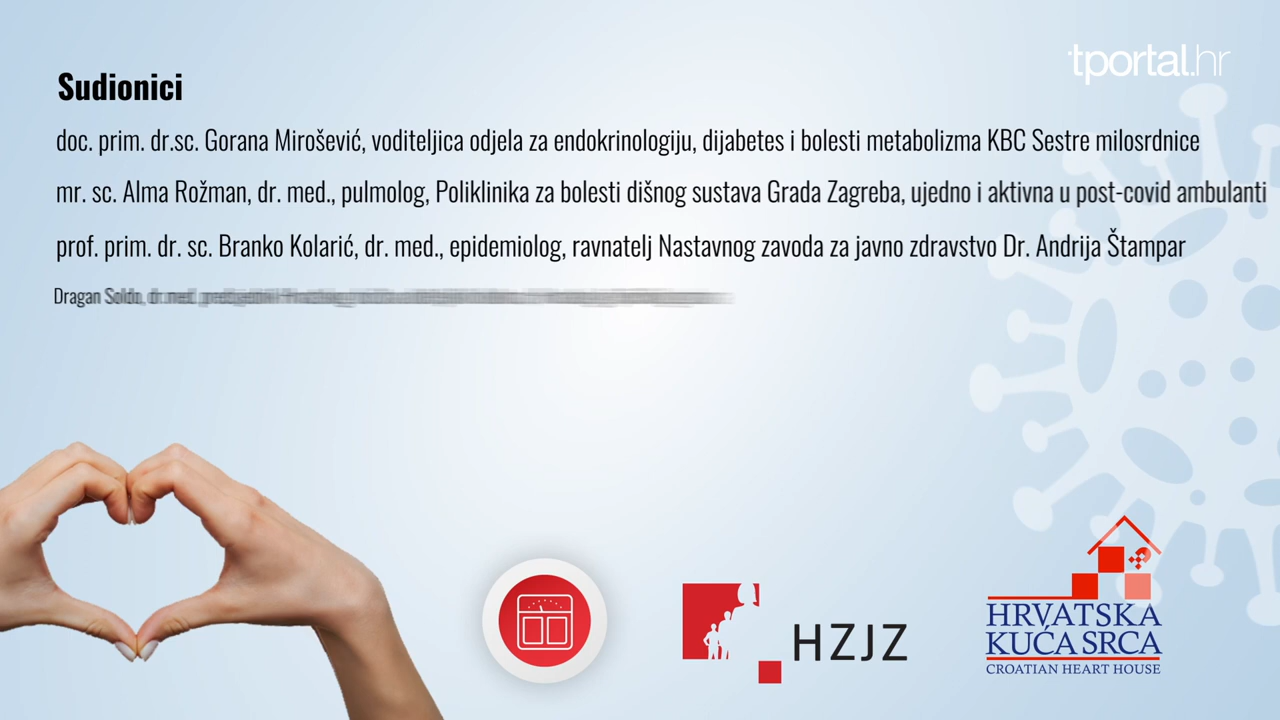 tportal.hr
Sudionici
doc. prim. dr.sc. Gorana Mirošević, voditeljica odjela za endokrinologiju, dijabetes i bolesti metabolizma KBC Sestre milosrdnice
mr. sc. Alma Rožman, dr. med., pulmolog, Poliklinika za bolesti dišnog sustava Grada Zagreba, ujedno i aktivna u post-covid ambulanti
prof. prim. dr. sc. Branko Kolarić, dr. med., epidemiolog, ravnatelj Nastavnog zavoda za javno zdravstvo Dr. Andrija Štampar
Dragan Soldo, dr. med.
HZJZ
HRVATSKA
KUĆA SRCA
CROATIAN HEART HOUSE